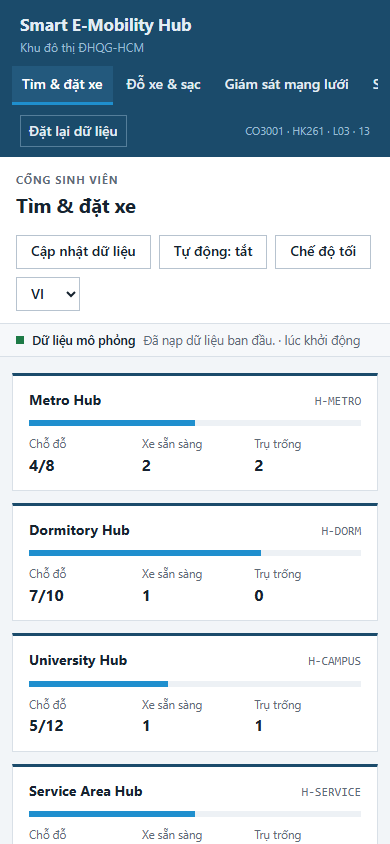 Smart E-Mobility Hub
Khu đô thị ĐHQG-HCM
Tìm & đặt xe Đỗ xe & sạc Giám sát mạng lưới S
Đặt lại dữ liệu CO3001 · HK261 · L03 · 13
CỔNG SINH VIÊN
Tìm & đặt xe
Cập nhật dữ liệu Tự động: tắt Chế độ tối
VI
Dữ liệu mô phỏng Đã nạp dữ liệu ban đầu. · lúc khởi động
Metro Hub H-METRO
Chỗ đỗ Xe sẵn sàng Trụ trống
4/8 2 2
Dormitory Hub H-DORM
Chỗ đỗ Xe sẵn sàng Trụ trống
7/10 1 0
University Hub H-CAMPUS
Chỗ đỗ Xe sẵn sàng Trụ trống
5/12 1 1
Service Area Hub H-SERVICE
Chỗ đỗ Xe sẵn sàng Trụ trống